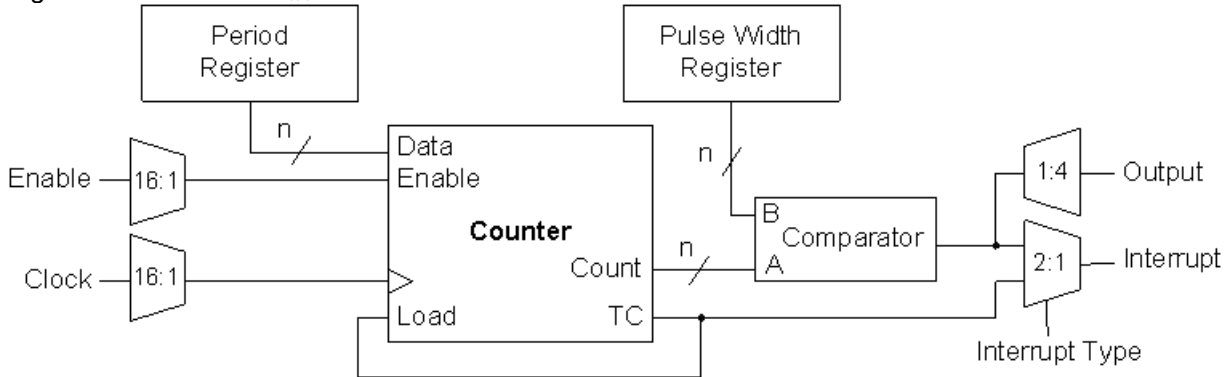 Period
Register
Pulse Width
Register
n
n
Data
Enable
16:1
Enable
1:4
Output
B
Comparator
A
Counter
n
Count
2:1
Interrupt
Clock
16:1
Load
TC
Interrupt Type